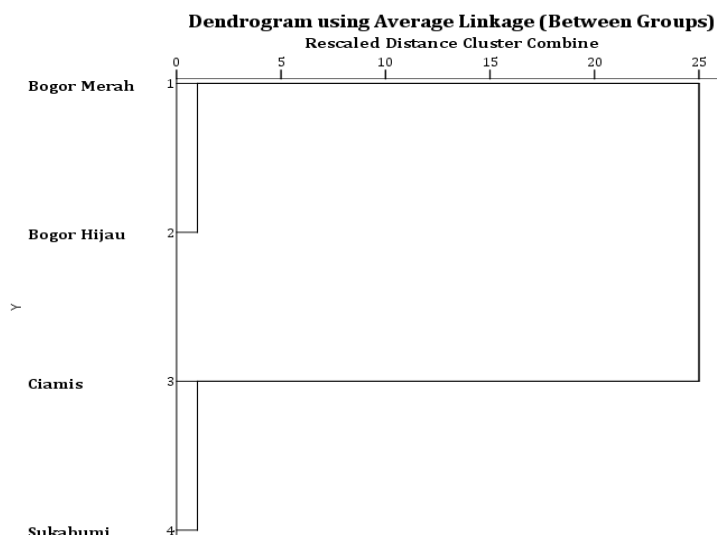 Dendrogram using Average Linkage (Between Groups)
Rescaled Distance Cluster Combine
0 5 10 15 20 25
Bogor Merah 1
Bogor Hijau 2
Y
Ciamis 3
Sukabumi 4